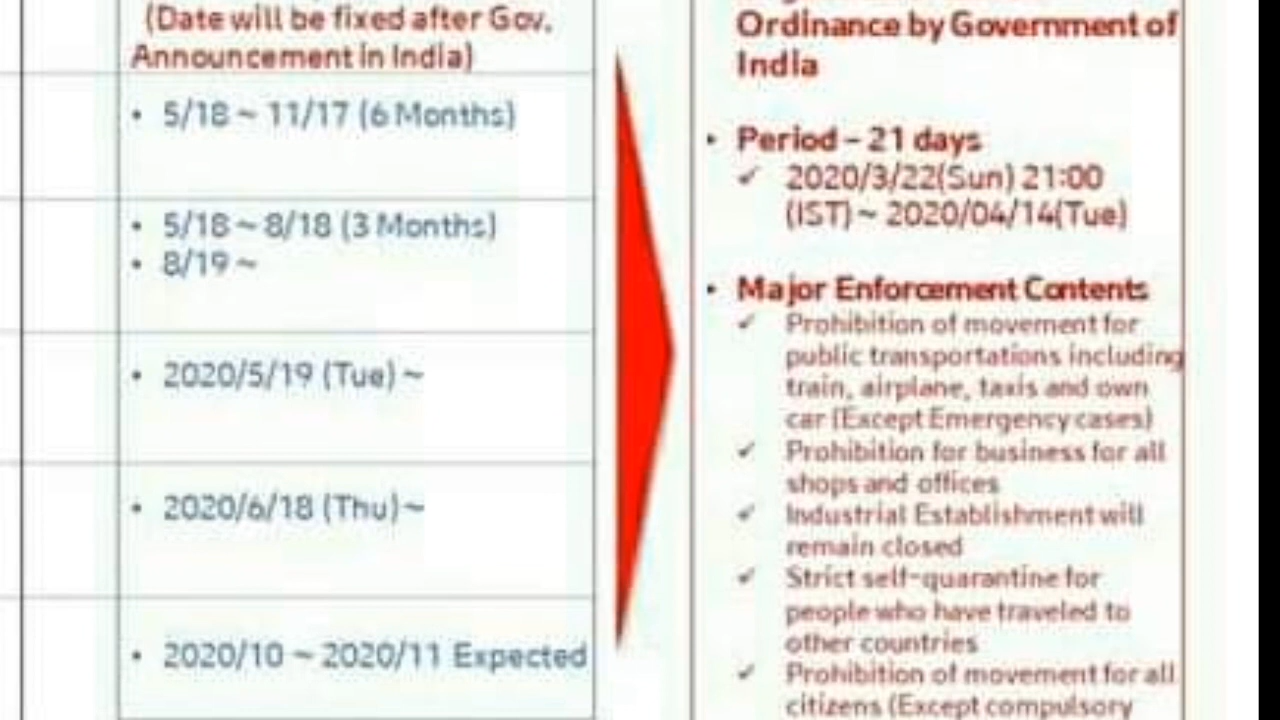 (Date will be fixed after Gov.
Announcement in India)
• 5/18 ~ 11/17 (6 Months)
• 5/18 ~ 8/18 (3 Months)
• 8/19 ~
• 2020/5/19 (Tue) ~
• 2020/6/18 (Thu) ~
• 2020/10 ~ 2020/11 Expected
Ordinance by Government of
India
• Period – 21 days
✓ 2020/3/22(Sun) 21:00
(IST) ~ 2020/04/14(Tue)
• Major Enforcement Contents
✓ Prohibition of movement for
public transportations including
train, airplane, taxis and own
car (Except Emergency cases)
✓ Prohibition for business for all
shops and offices
✓ Industrial Establishment will
remain closed
✓ Strict self-quarantine for
people who have traveled to
other countries
✓ Prohibition of movement for all
citizens (Except compulsory